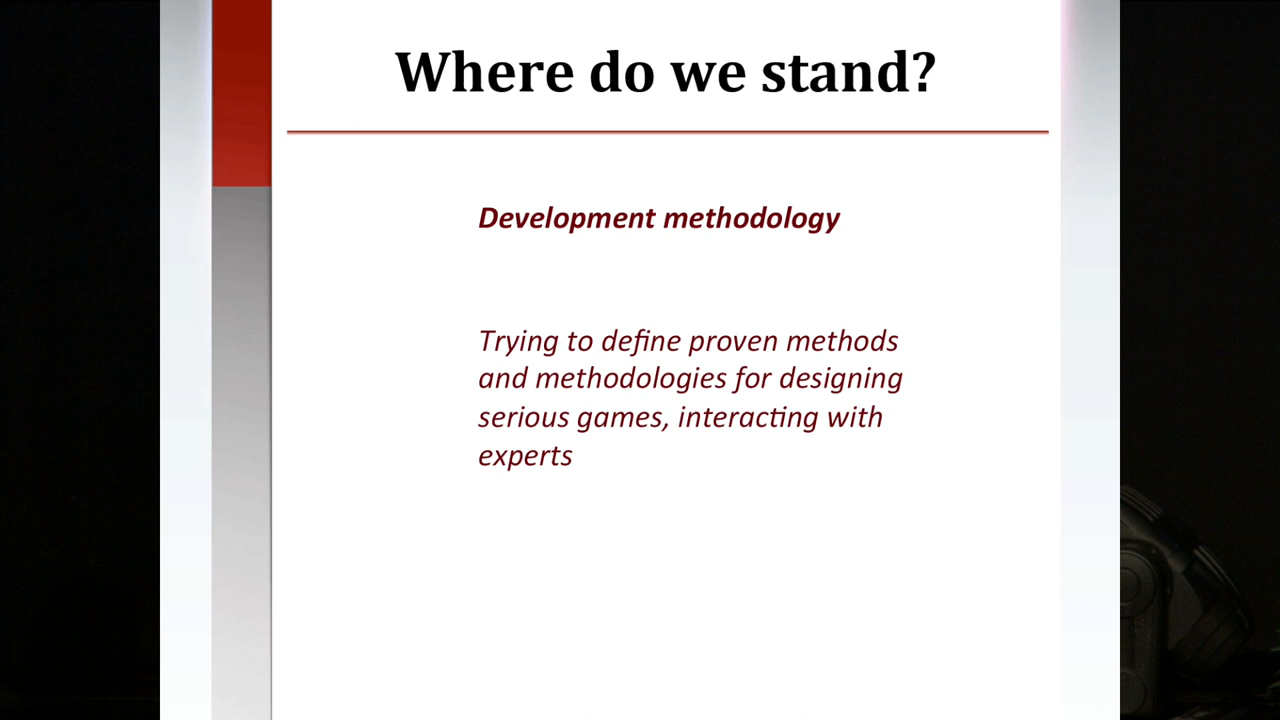 Where do we stand?
Development methodology
Trying to define proven methods
and methodologies for designing
serious games, interacting with
experts